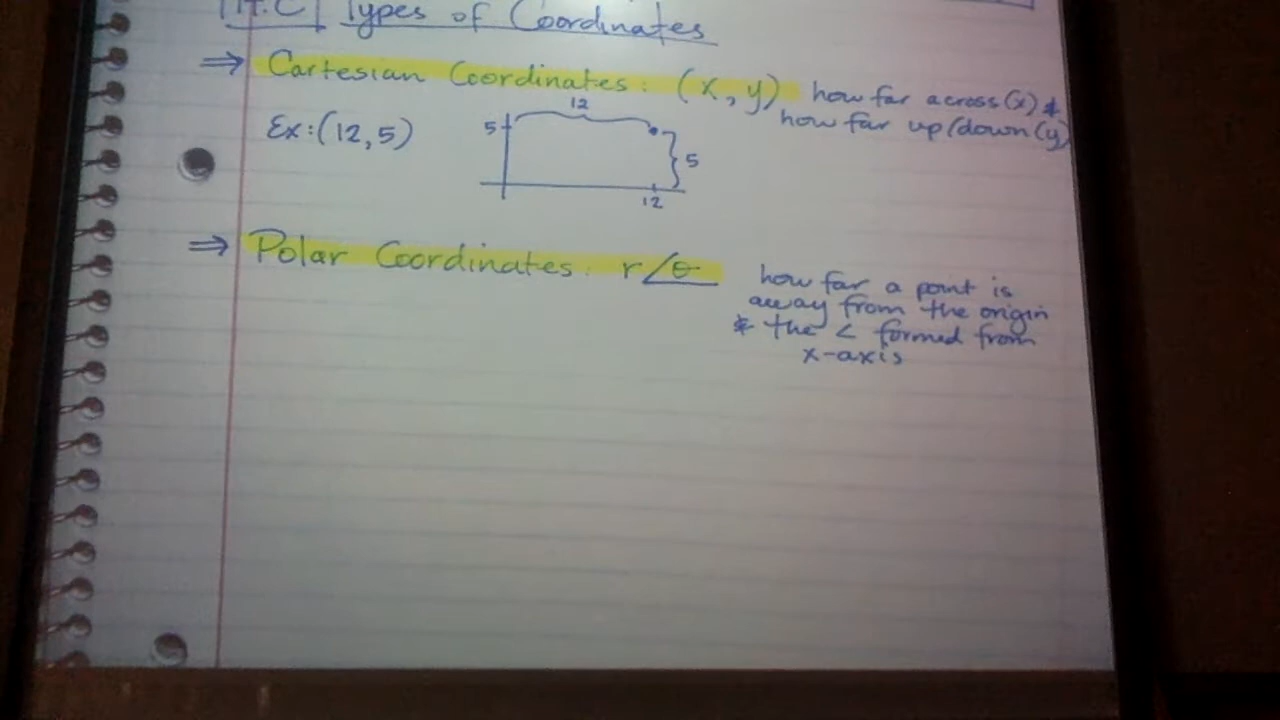 Types of Coordinates
⇒ Cartesian Coordinates: (x, y) how far across (x) &
how far up/down (y)
Ex: (12, 5)
12
5
5
12
⇒ Polar Coordinates: r∠θ
how far a point is
away from the origin
& the ∠ formed from
x-axis